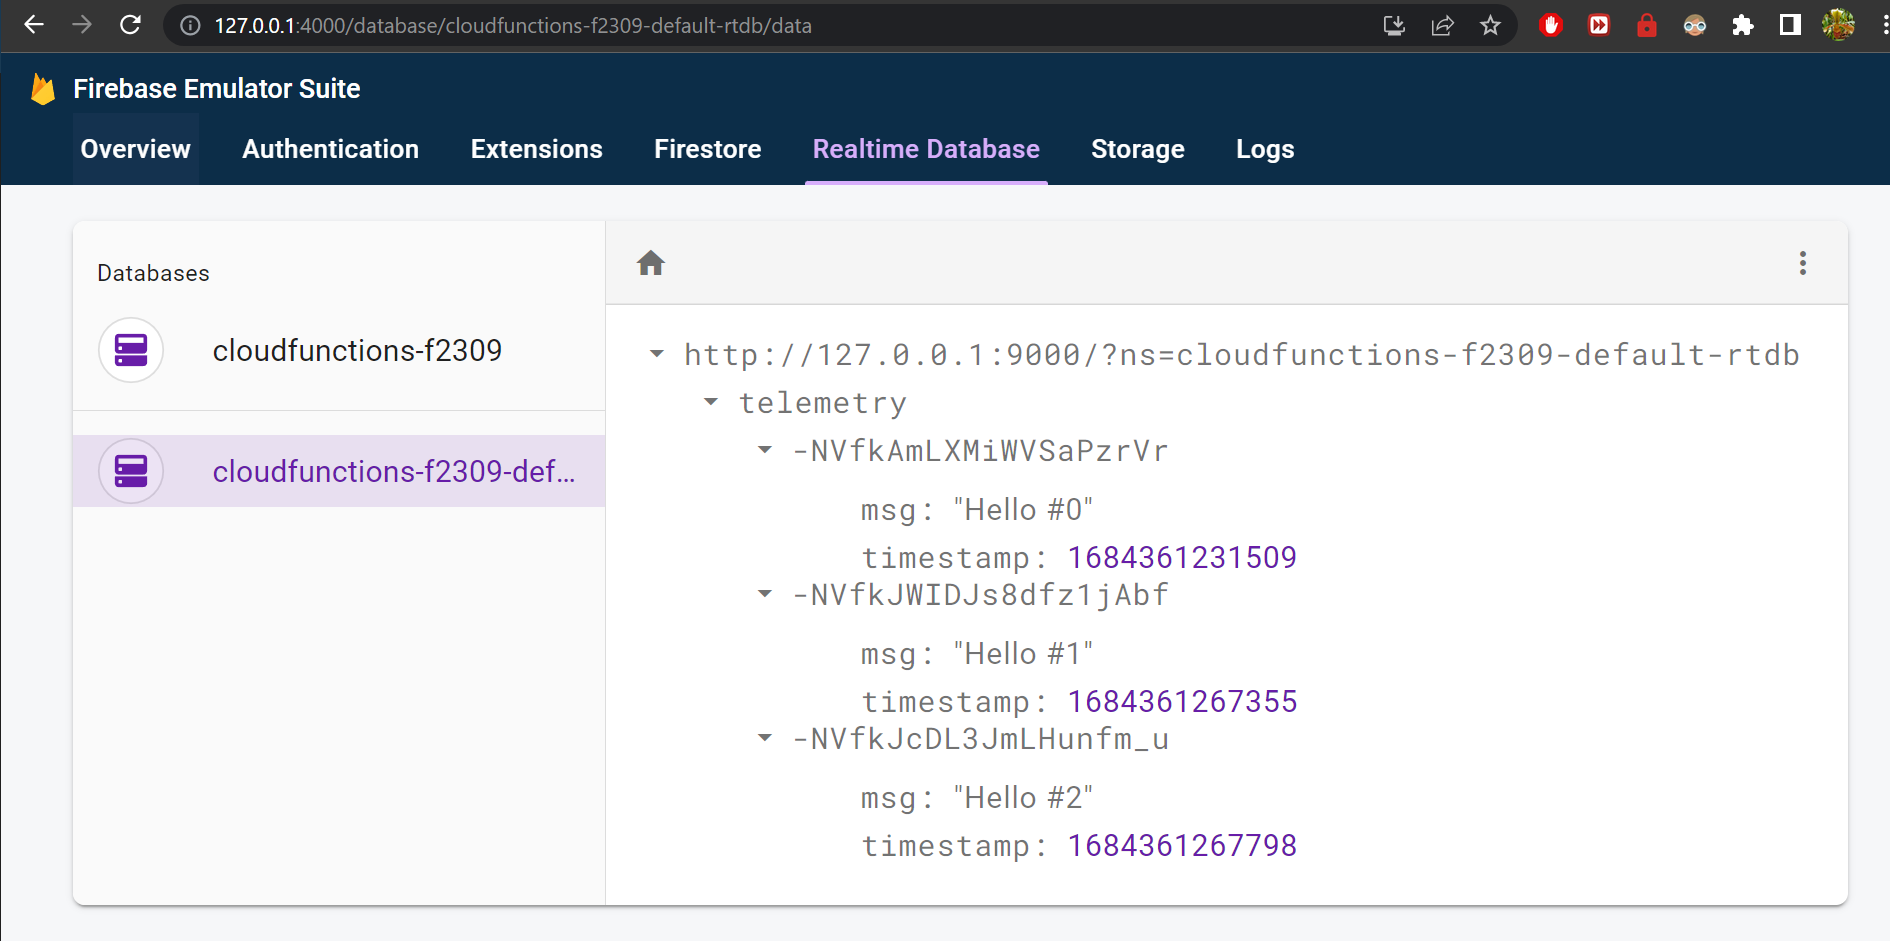 127.0.0.1:4000/database/cloudfunctions-f2309-default-rtdb/data
Firebase Emulator Suite
Overview Authentication Extensions Firestore Realtime Database Storage Logs
Databases
cloudfunctions-f2309
cloudfunctions-f2309-def...
http://127.0.0.1:9000/?ns=cloudfunctions-f2309-default-rtdb
telemetry
-NVfkAmLXMiWVSaPzrVr
msg: "Hello #0"
timestamp: 1684361231509
-NVfkJWIDJs8dfz1jAbf
msg: "Hello #1"
timestamp: 1684361267355
-NVfkJcDL3JmLHunfm_u
msg: "Hello #2"
timestamp: 1684361267798